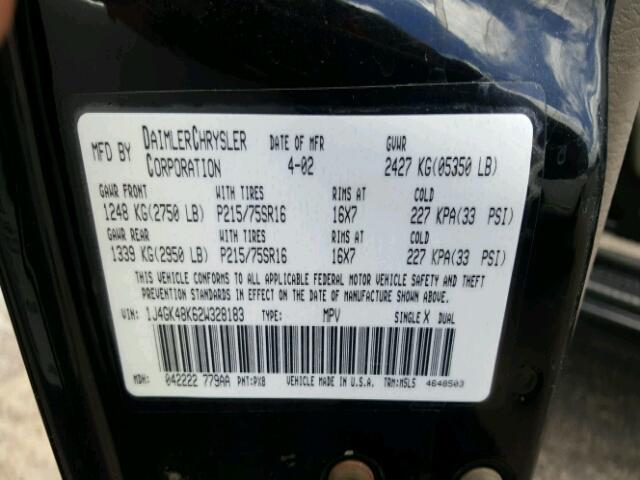 MFD BY DAIMLERCHRYSLER CORPORATION DATE OF MFR 4-02 GVWR 2427 KG(05350 LB)
GAWR FRONT WITH TIRES RIMS AT COLD
1248 KG(2750 LB) P215/75SR16 16X7 227 KPA(33 PSI)
GAWR REAR WITH TIRES RIMS AT COLD
1339 KG(2950 LB) P215/75SR16 16X7 227 KPA(33 PSI)
THIS VEHICLE CONFORMS TO ALL APPLICABLE FEDERAL MOTOR VEHICLE SAFETY AND THEFT
PREVENTION STANDARDS IN EFFECT ON THE DATE OF MANUFACTURE SHOWN ABOVE.
VIN: 1J4GK48K62W328183 TYPE: MPV SINGLE X DUAL
MDH: 042222 779AA PNT:PX8 VEHICLE MADE IN U.S.A. TRM:MSL5 4648503